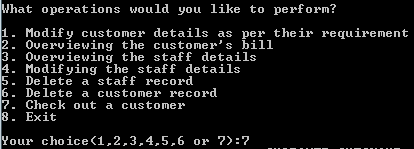 What operations would you like to perform?
1. Modify customer details as per their requirement
2. Overviewing the customer's bill
3. Overviewing the staff details
4. Modifying the staff details
5. Delete a staff record
6. Delete a customer record
7. Check out a customer
8. Exit
Your choice(1,2,3,4,5,6 or 7):7